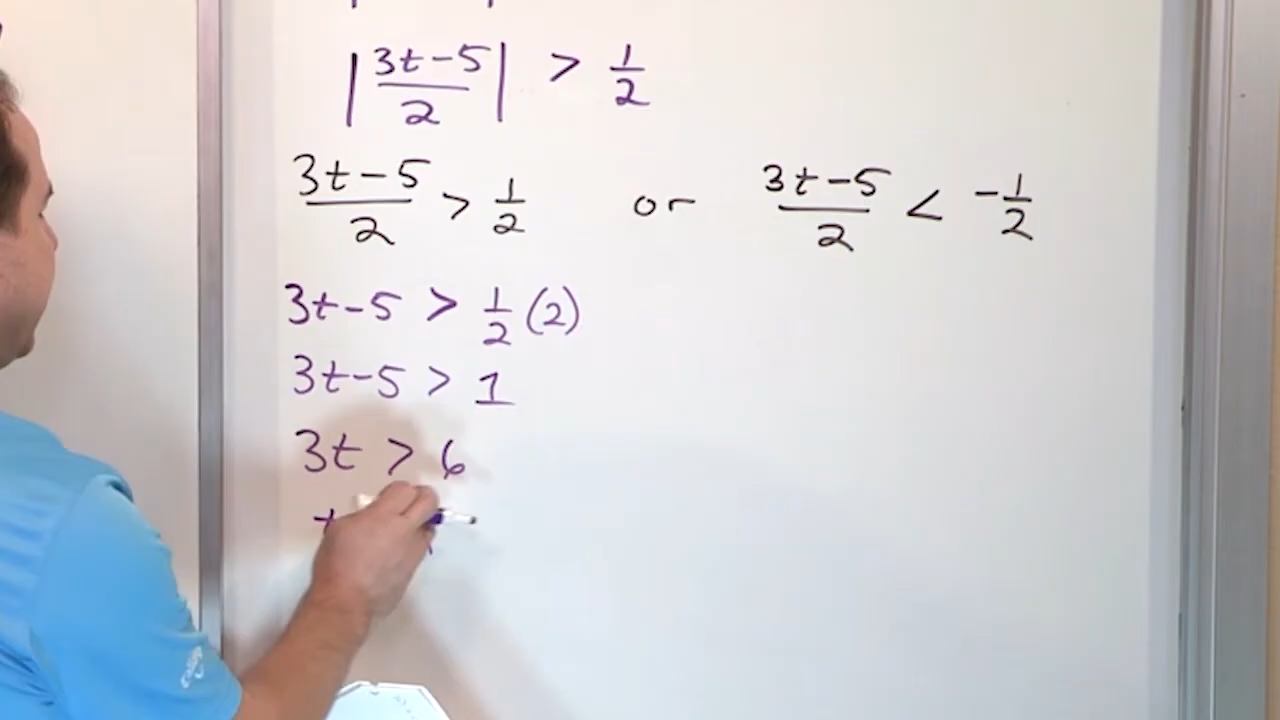 |(3t-5)/2| > 1/2
(3t-5)/2 > 1/2 or (3t-5)/2 < -1/2
3t-5 > 1/2 (2)
3t-5 > 1
3t > 6
t